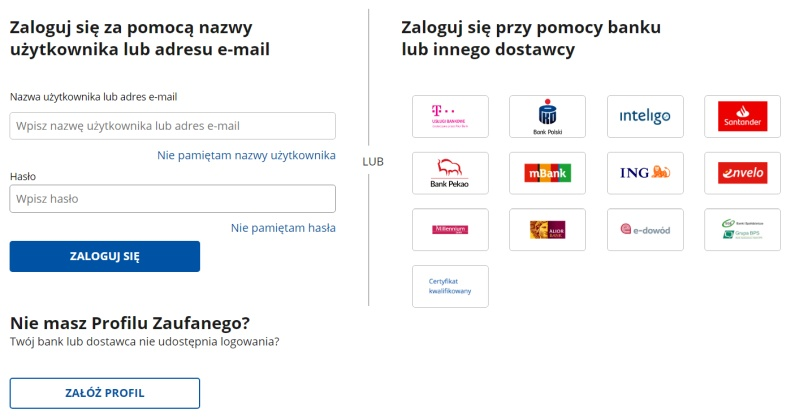 Zaloguj się za pomocą nazwy
użytkownika lub adresu e-mail
Nazwa użytkownika lub adres e-mail
Wpisz nazwę użytkownika lub adres e-mail
Nie pamiętam nazwy użytkownika
Hasło
Wpisz hasło
Nie pamiętam hasła
ZALOGUJ SIĘ
Nie masz Profilu Zaufanego?
Twój bank lub dostawca nie udostępnia logowania?
ZAŁÓŻ PROFIL
LUB
Zaloguj się przy pomocy banku
lub innego dostawcy
T
USŁUGI BANKOWE
PKO
Bank Polski
inteligo
Santander
Bank Pekao
mBank
ING
envelo
Millennium
ALIOR
BANK
e-dowód
Bank Spółdzielczy
Grupa BPS
Certyfikat
kwalifikowany